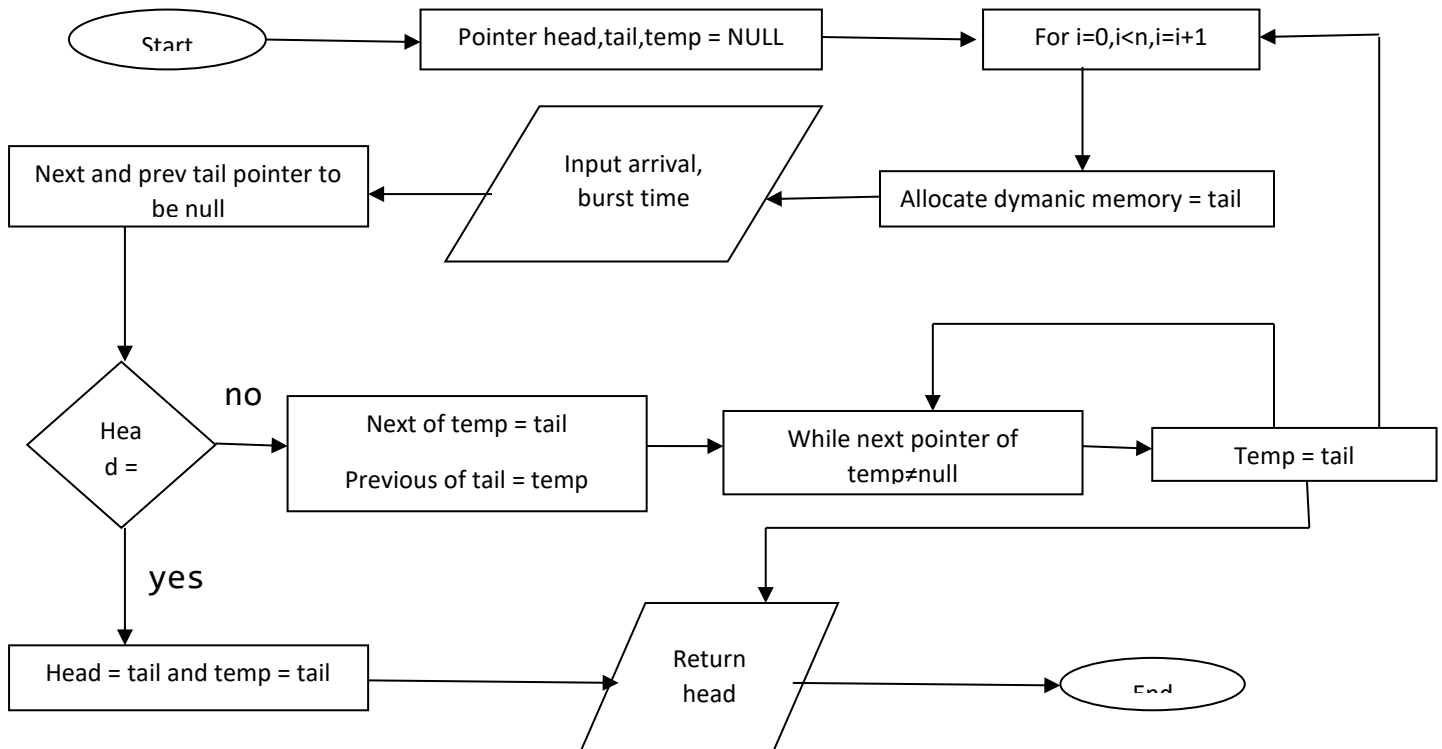 Start
Pointer head,tail,temp = NULL
For i=0,i<n,i=i+1
Input arrival,
burst time
Next and prev tail pointer to
be null
Allocate dymanic memory = tail
no
Hea
d =
Next of temp = tail
Previous of tail = temp
While next pointer of
temp≠null
Temp = tail
yes
Head = tail and temp = tail
Return
head
End